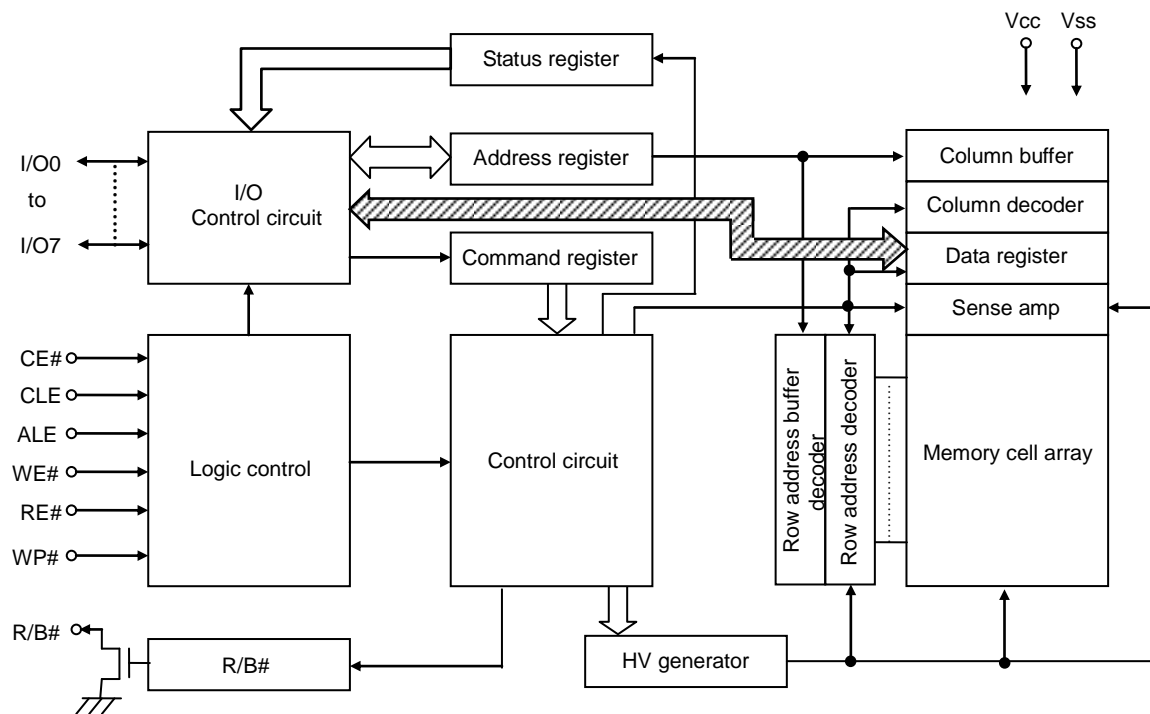 Vcc
Vss
Status register
I/O0
to
I/O7
I/O
Control circuit
Address register
Command register
Column buffer
Column decoder
Data register
Sense amp
CE#
CLE
ALE
WE#
RE#
WP#
Logic control
Control circuit
Row address buffer
decoder
Row address decoder
Memory cell array
R/B#
R/B#
HV generator